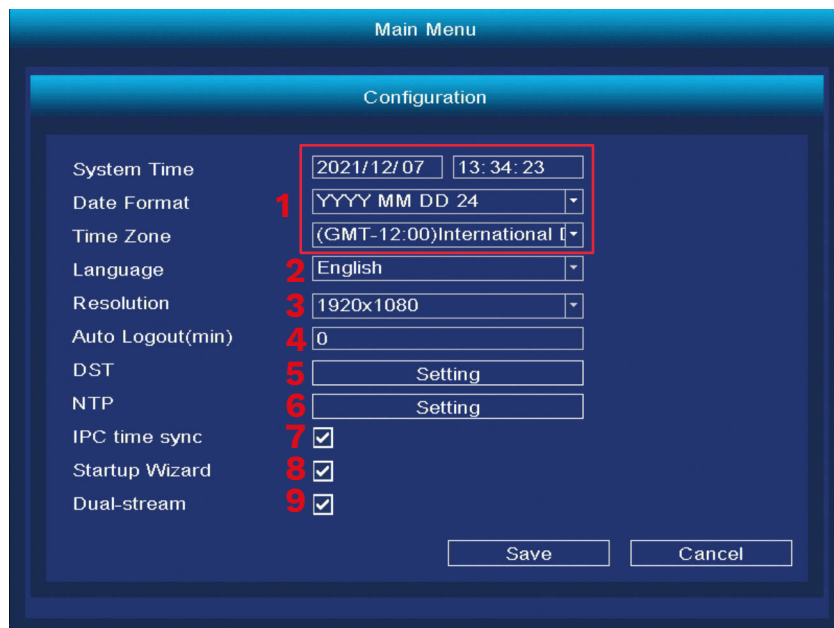 Main Menu
Configuration
System Time 2021/12/07 13:34:23
1 Date Format YYYY MM DD 24
Time Zone (GMT-12:00)International D
2 Language English
3 Resolution 1920x1080
4 Auto Logout(min) 0
5 DST Setting
6 NTP Setting
7 IPC time sync
8 Startup Wizard
9 Dual-stream
Save Cancel